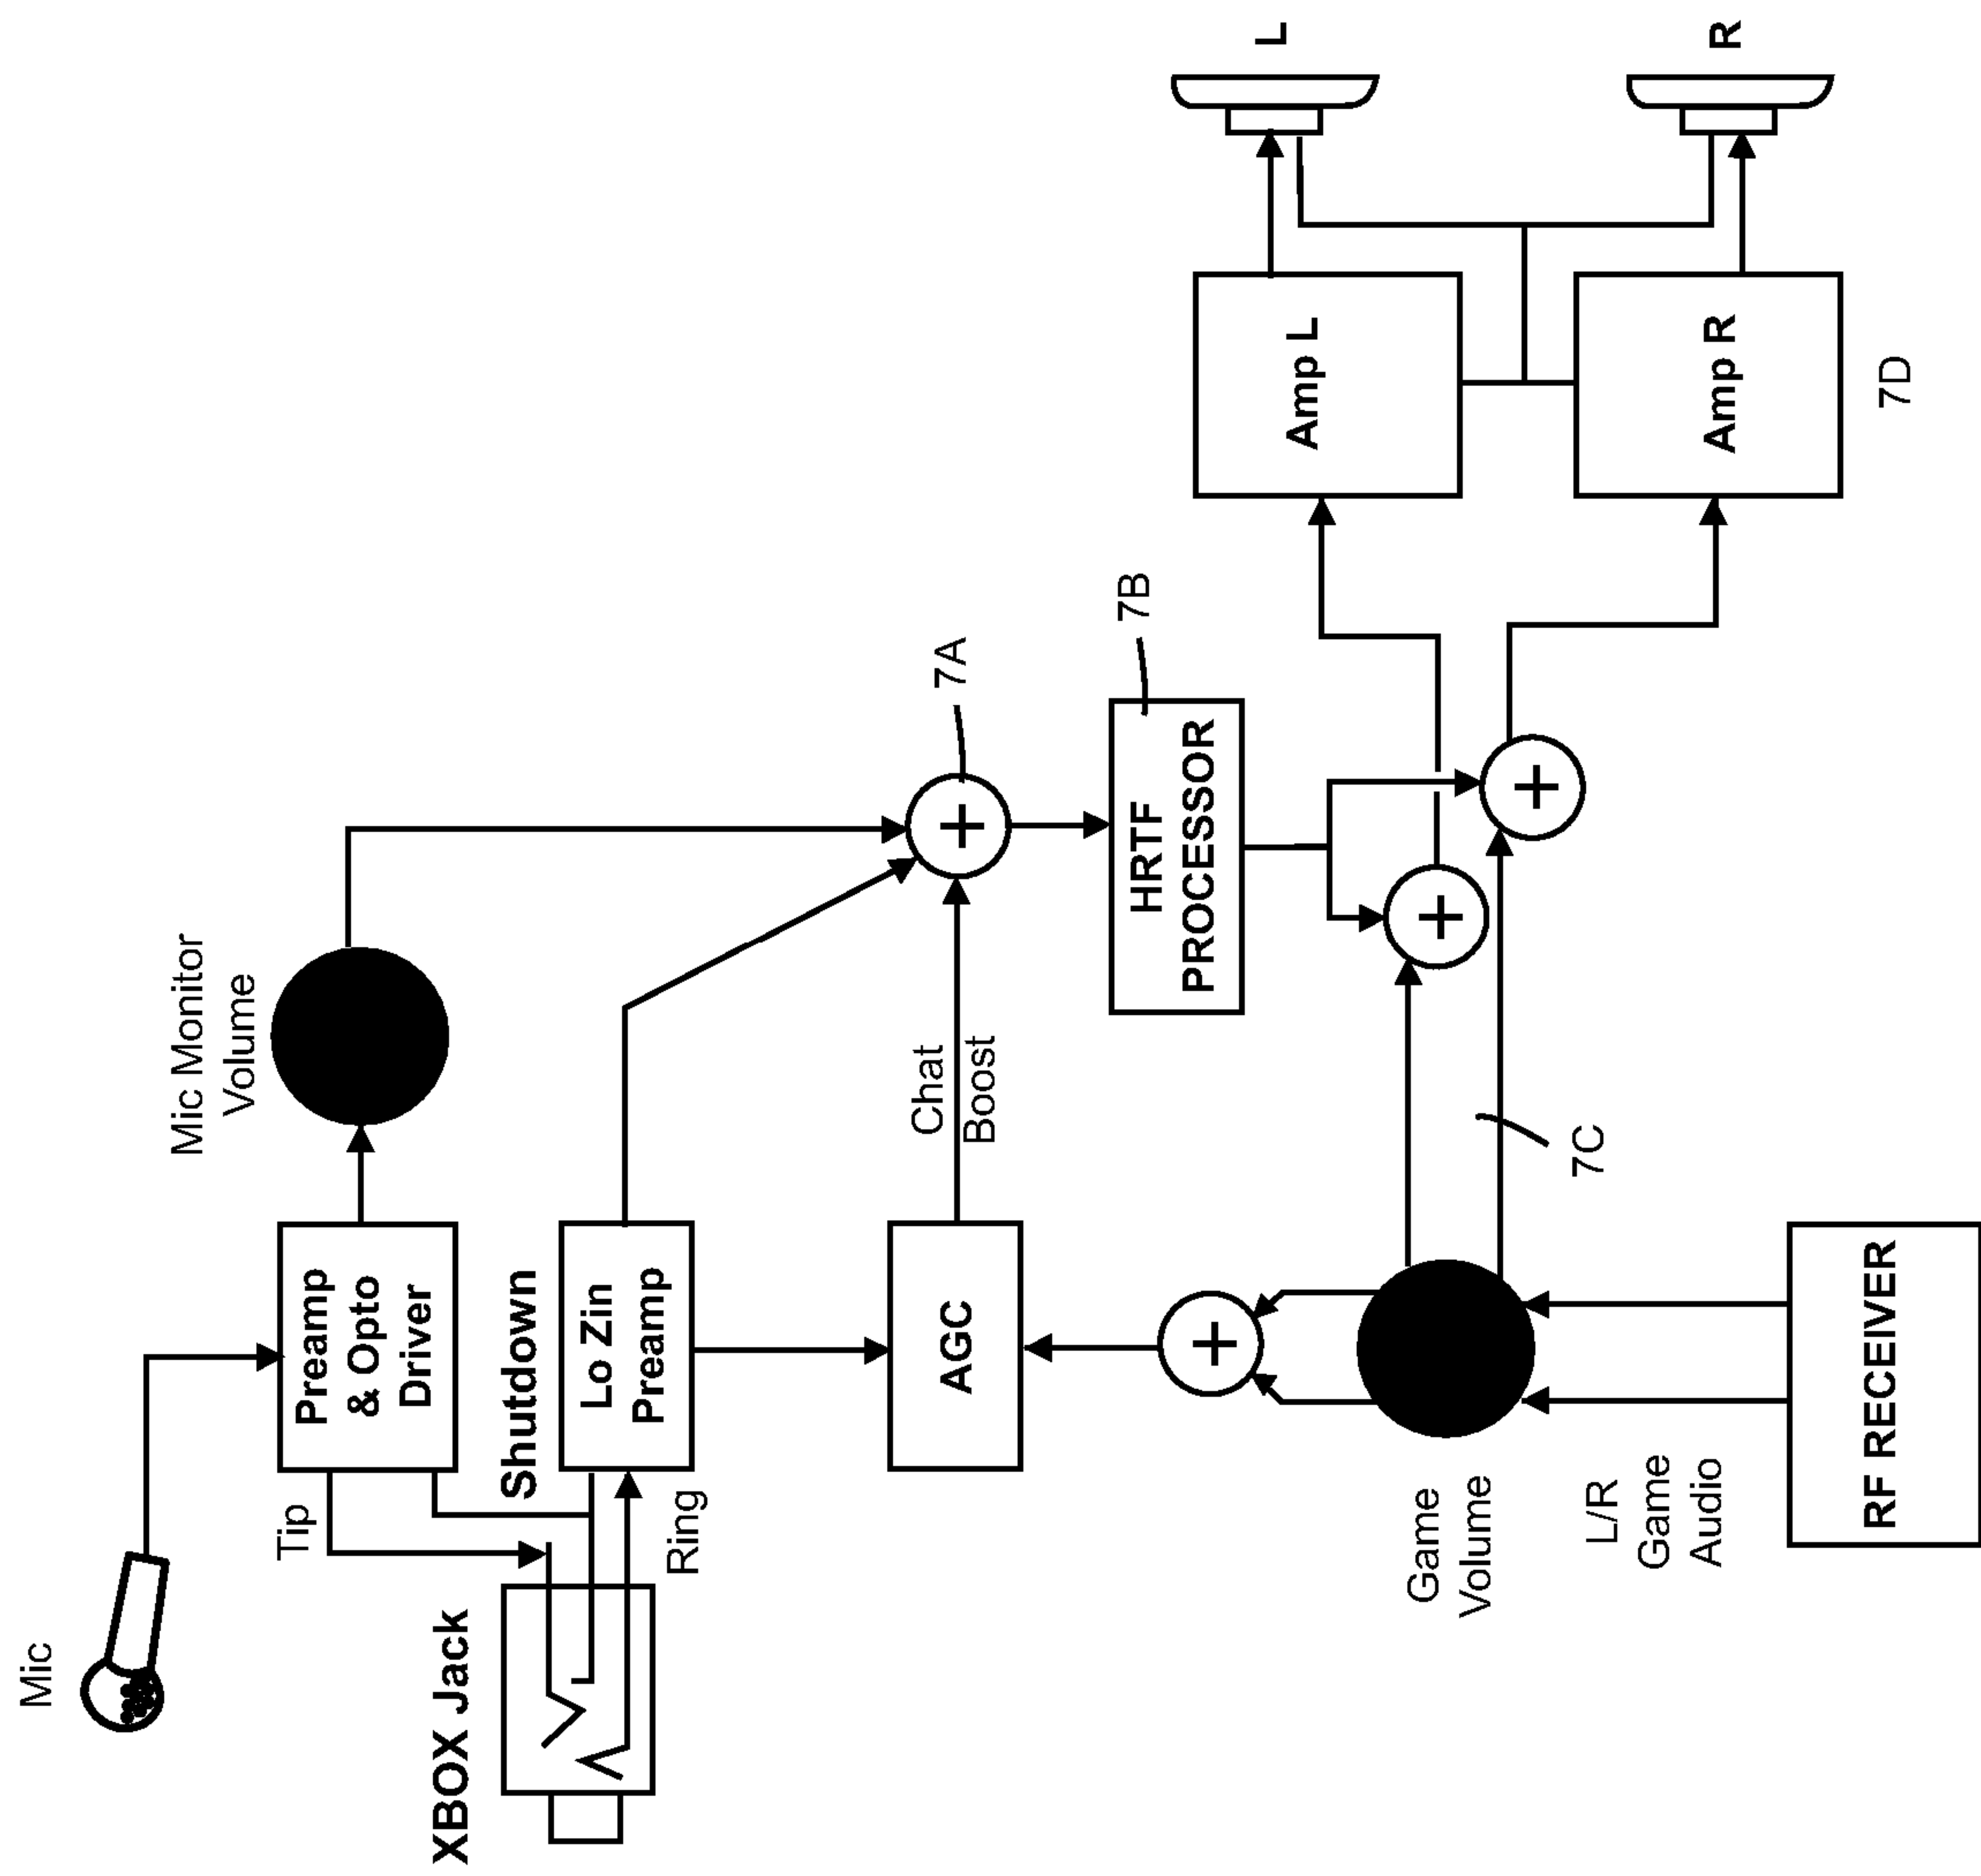 Mic
Mic Monitor
Volume
XBOX Jack
Tip
Preamp
& Opto
Driver
Shutdown
Lo Zin
Preamp
Ring
Chat
Boost
AGC
7A
HRTF
PROCESSOR
7B
Game
Volume
7C
L/R
Game
Audio
RF RECEIVER
Amp L
Amp R
7D
L
R
+
+
+
+